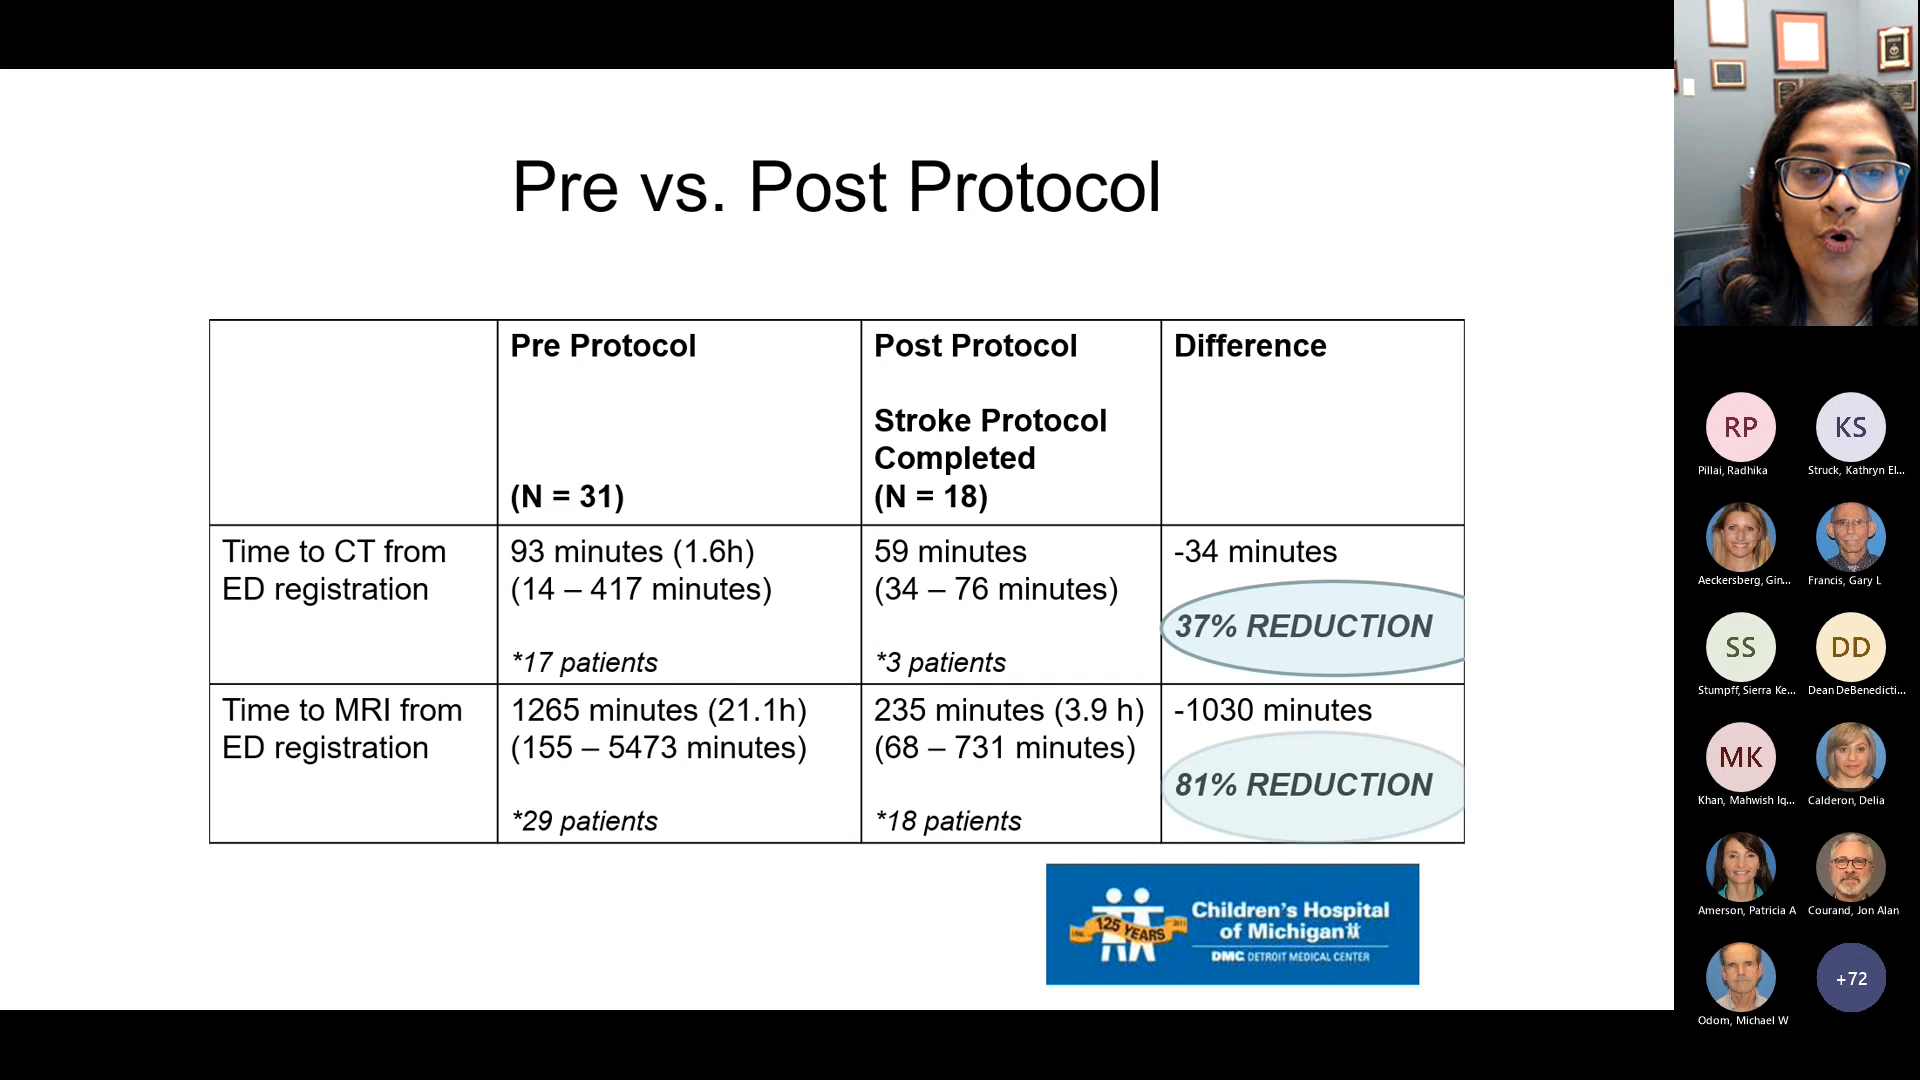 Pre vs. Post Protocol
Pre Protocol
(N = 31)
Post Protocol
Stroke Protocol
Completed
(N = 18)
Difference
Time to CT from
ED registration
93 minutes (1.6h)
(14 – 417 minutes)
*17 patients
59 minutes
(34 – 76 minutes)
*3 patients
-34 minutes
37% REDUCTION
Time to MRI from
ED registration
1265 minutes (21.1h)
(155 – 5473 minutes)
*29 patients
235 minutes (3.9 h)
(68 – 731 minutes)
*18 patients
-1030 minutes
81% REDUCTION
125 YEARS
Children's Hospital
of Michigan
DMC DETROIT MEDICAL CENTER
RP
Pillai, Radhika
KS
Struck, Kathryn El...
Aeckersberg, Gin...
Francis, Gary L
SS
Stumpff, Sierra Ke...
DD
Dean DeBenedicti...
MK
Khan, Mahwish Iq...
Calderon, Delia
Amerson, Patricia A
Courand, Jon Alan
Odom, Michael W
+72